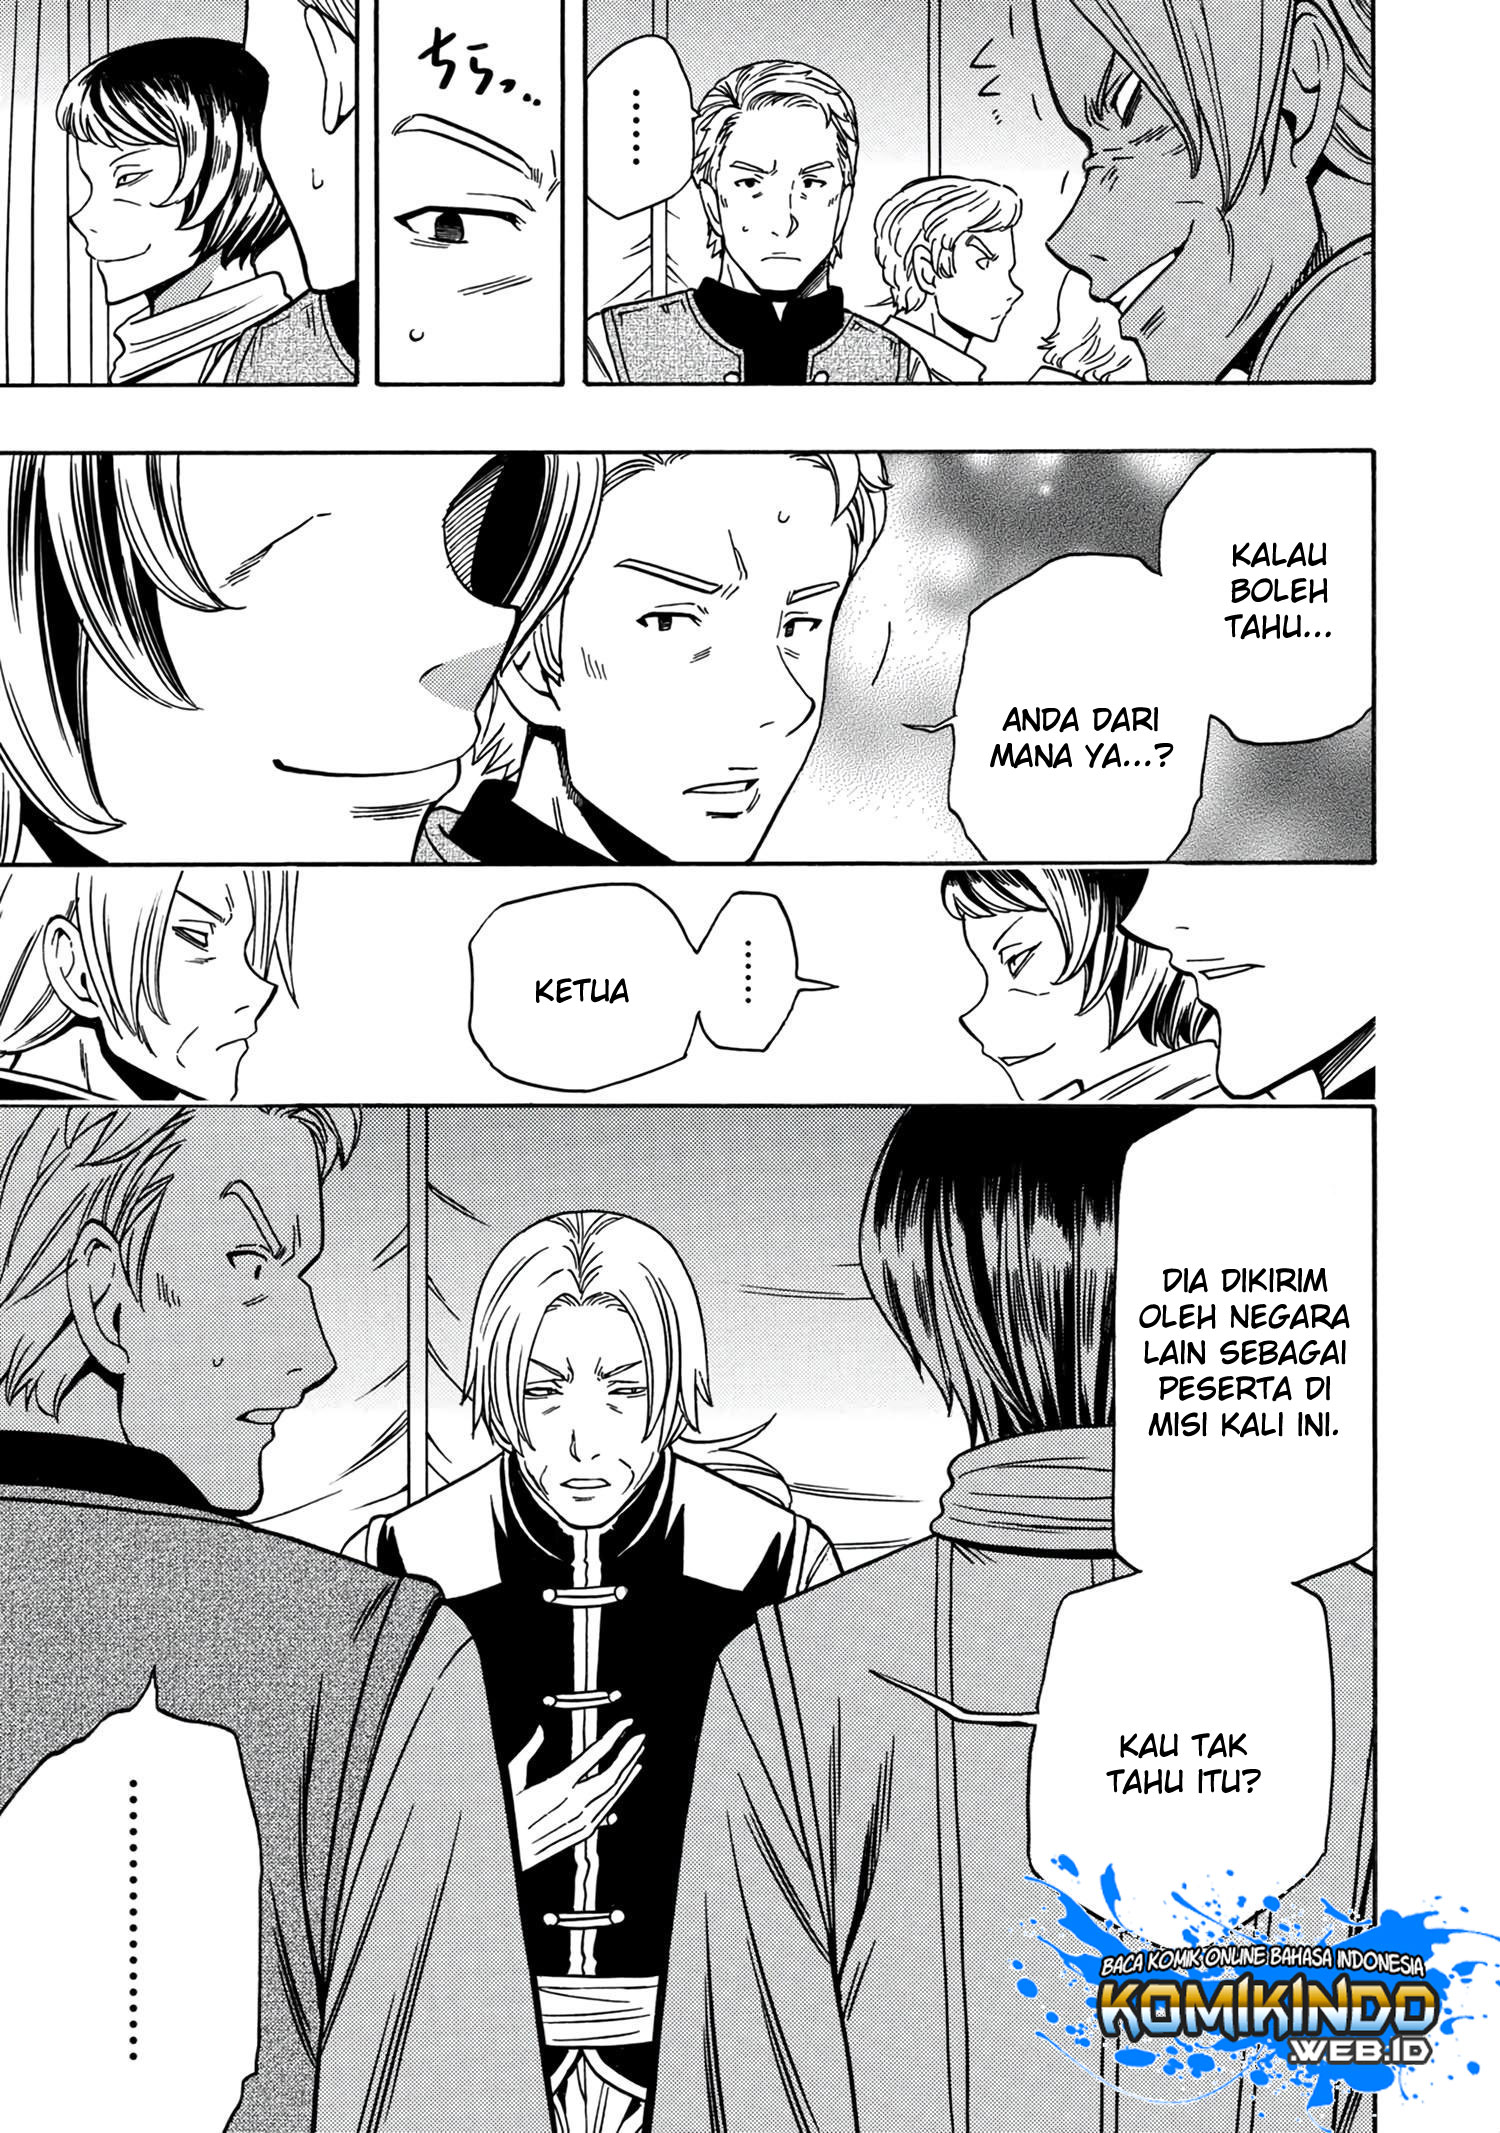 ………
ちらっ..
KALAU
BOLEH
TAHU...
ANDA DARI
MANA YA...?
……
KETUA
DIA DIKIRIM
OLEH NEGARA
LAIN SEBAGAI
PESERTA DI
MISI KALI INI.
KAU TAK
TAHU ITU?
…………
BACA KOMIK ONLINE BAHASA INDONESIA
KOMIKINDO
.WEB.ID